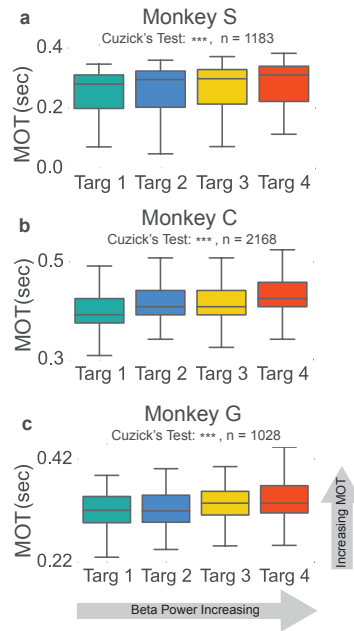 a
Monkey S
Cuzick's Test: ***, n = 1183
MOT(sec)
0.4
0.2
0.0
Targ 1 Targ 2 Targ 3 Targ 4
b
Monkey C
Cuzick's Test: ***, n = 2168
MOT(sec)
0.5
0.3
Targ 1 Targ 2 Targ 3 Targ 4
c
Monkey G
Cuzick's Test: ***, n = 1028
MOT(sec)
0.42
0.22
Targ 1 Targ 2 Targ 3 Targ 4
Increasing MOT
Beta Power Increasing